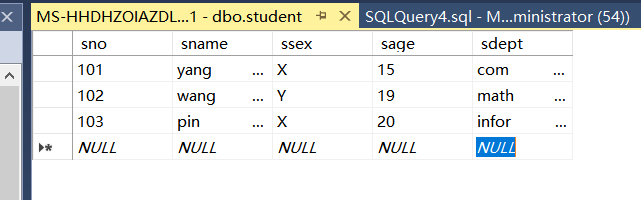 MS-HHDHZOIAZDL...1 - dbo.student SQLQuery4.sql - M...ministrator (54))
sno sname ssex sage sdept
101 yang ... X 15 com ...
102 wang ... Y 19 math ...
103 pin ... X 20 infor ...
NULL NULL NULL NULL NULL